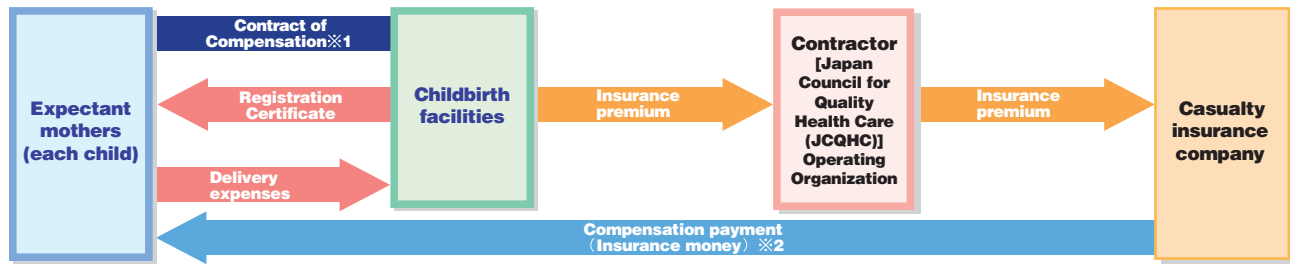 Expectant
mothers
(each child)
Contract of
Compensation※1
Registration
Certificate
Delivery
expenses
Childbirth
facilities
Insurance
premium
Contractor
[Japan
Council for
Quality
Health Care
(JCQHC)]
Operating
Organization
Insurance
premium
Casualty
insurance
company
Compensation payment
（Insurance money）※2